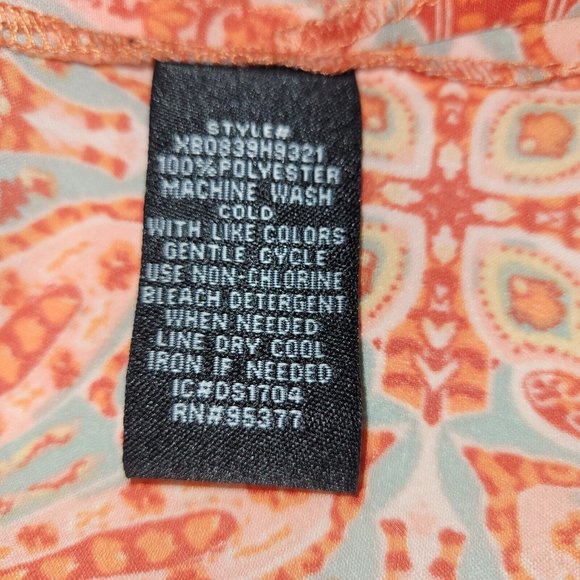 STYLE#
XBD839H9321
100%POLYESTER
MACHINE WASH
COLD
WITH LIKE COLORS
GENTLE CYCLE
USE NON-CHLORINE
BLEACH DETERGENT
WHEN NEEDED
LINE DRY COOL
IRON IF NEEDED
IC#DS1704
RN#95377